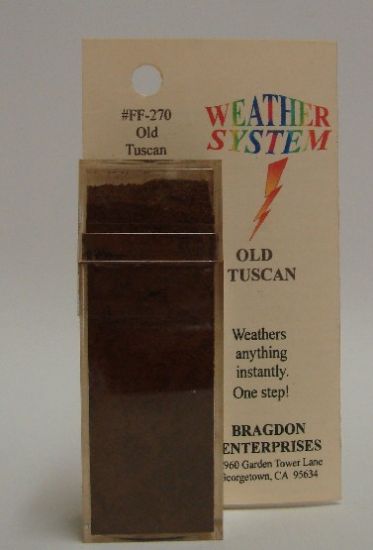 #FF-270
Old
Tuscan
WEATHER
SYSTEM
OLD
TUSCAN
Weathers
anything
instantly.
One step!
BRAGDON
ENTERPRISES
960 Garden Tower Lane
Georgetown, CA 95634